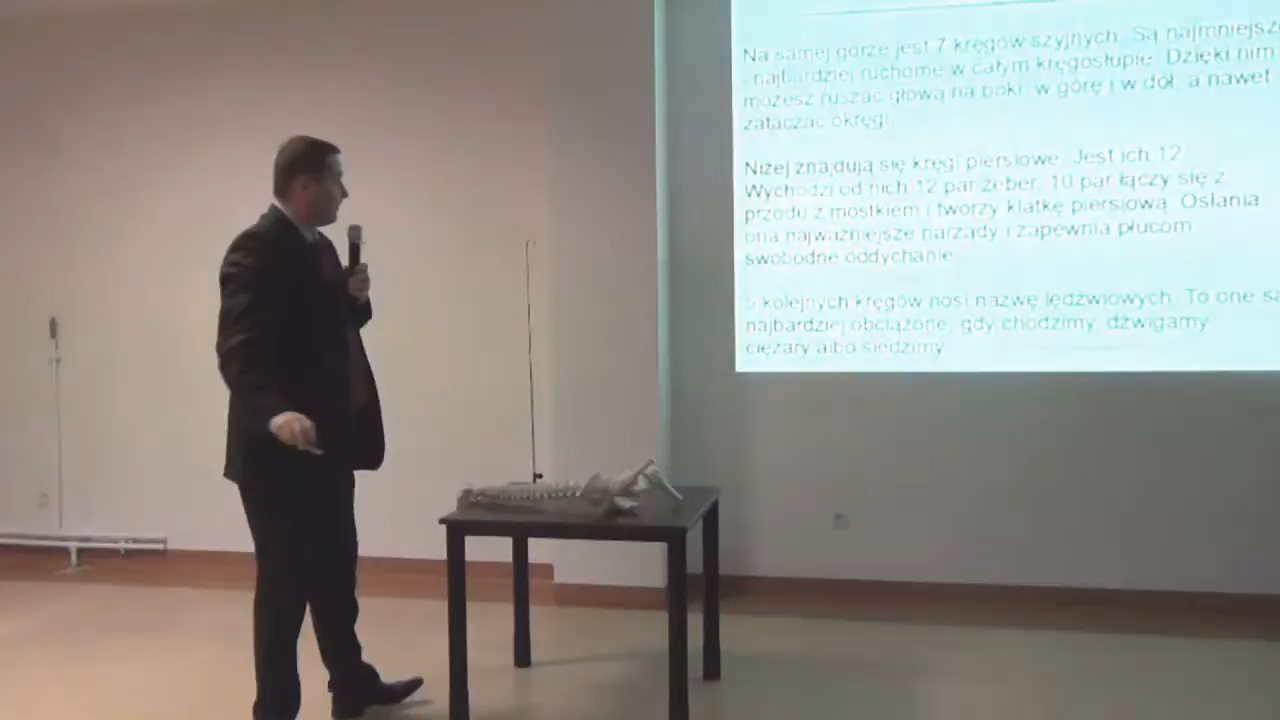 Na samej górze jest 7 kręgów szyjnych. Są najmniejsze
i najbardziej ruchome w całym kręgosłupie. Dzięki nim
możesz ruszać głową na boki, w górę i w dół, a nawet
zataczać okręgi.
Niżej znajdują się kręgi piersiowe. Jest ich 12.
Wychodzi od nich 12 par żeber. 10 par łączy się z
przodu z mostkiem i tworzy klatkę piersiową. Osłania
ona najważniejsze narządy i zapewnia płucom
swobodne oddychanie.
5 kolejnych kręgów nosi nazwę lędźwiowych. To one są
najbardziej obciążone, gdy chodzimy, dźwigamy
ciężary albo siedzimy.